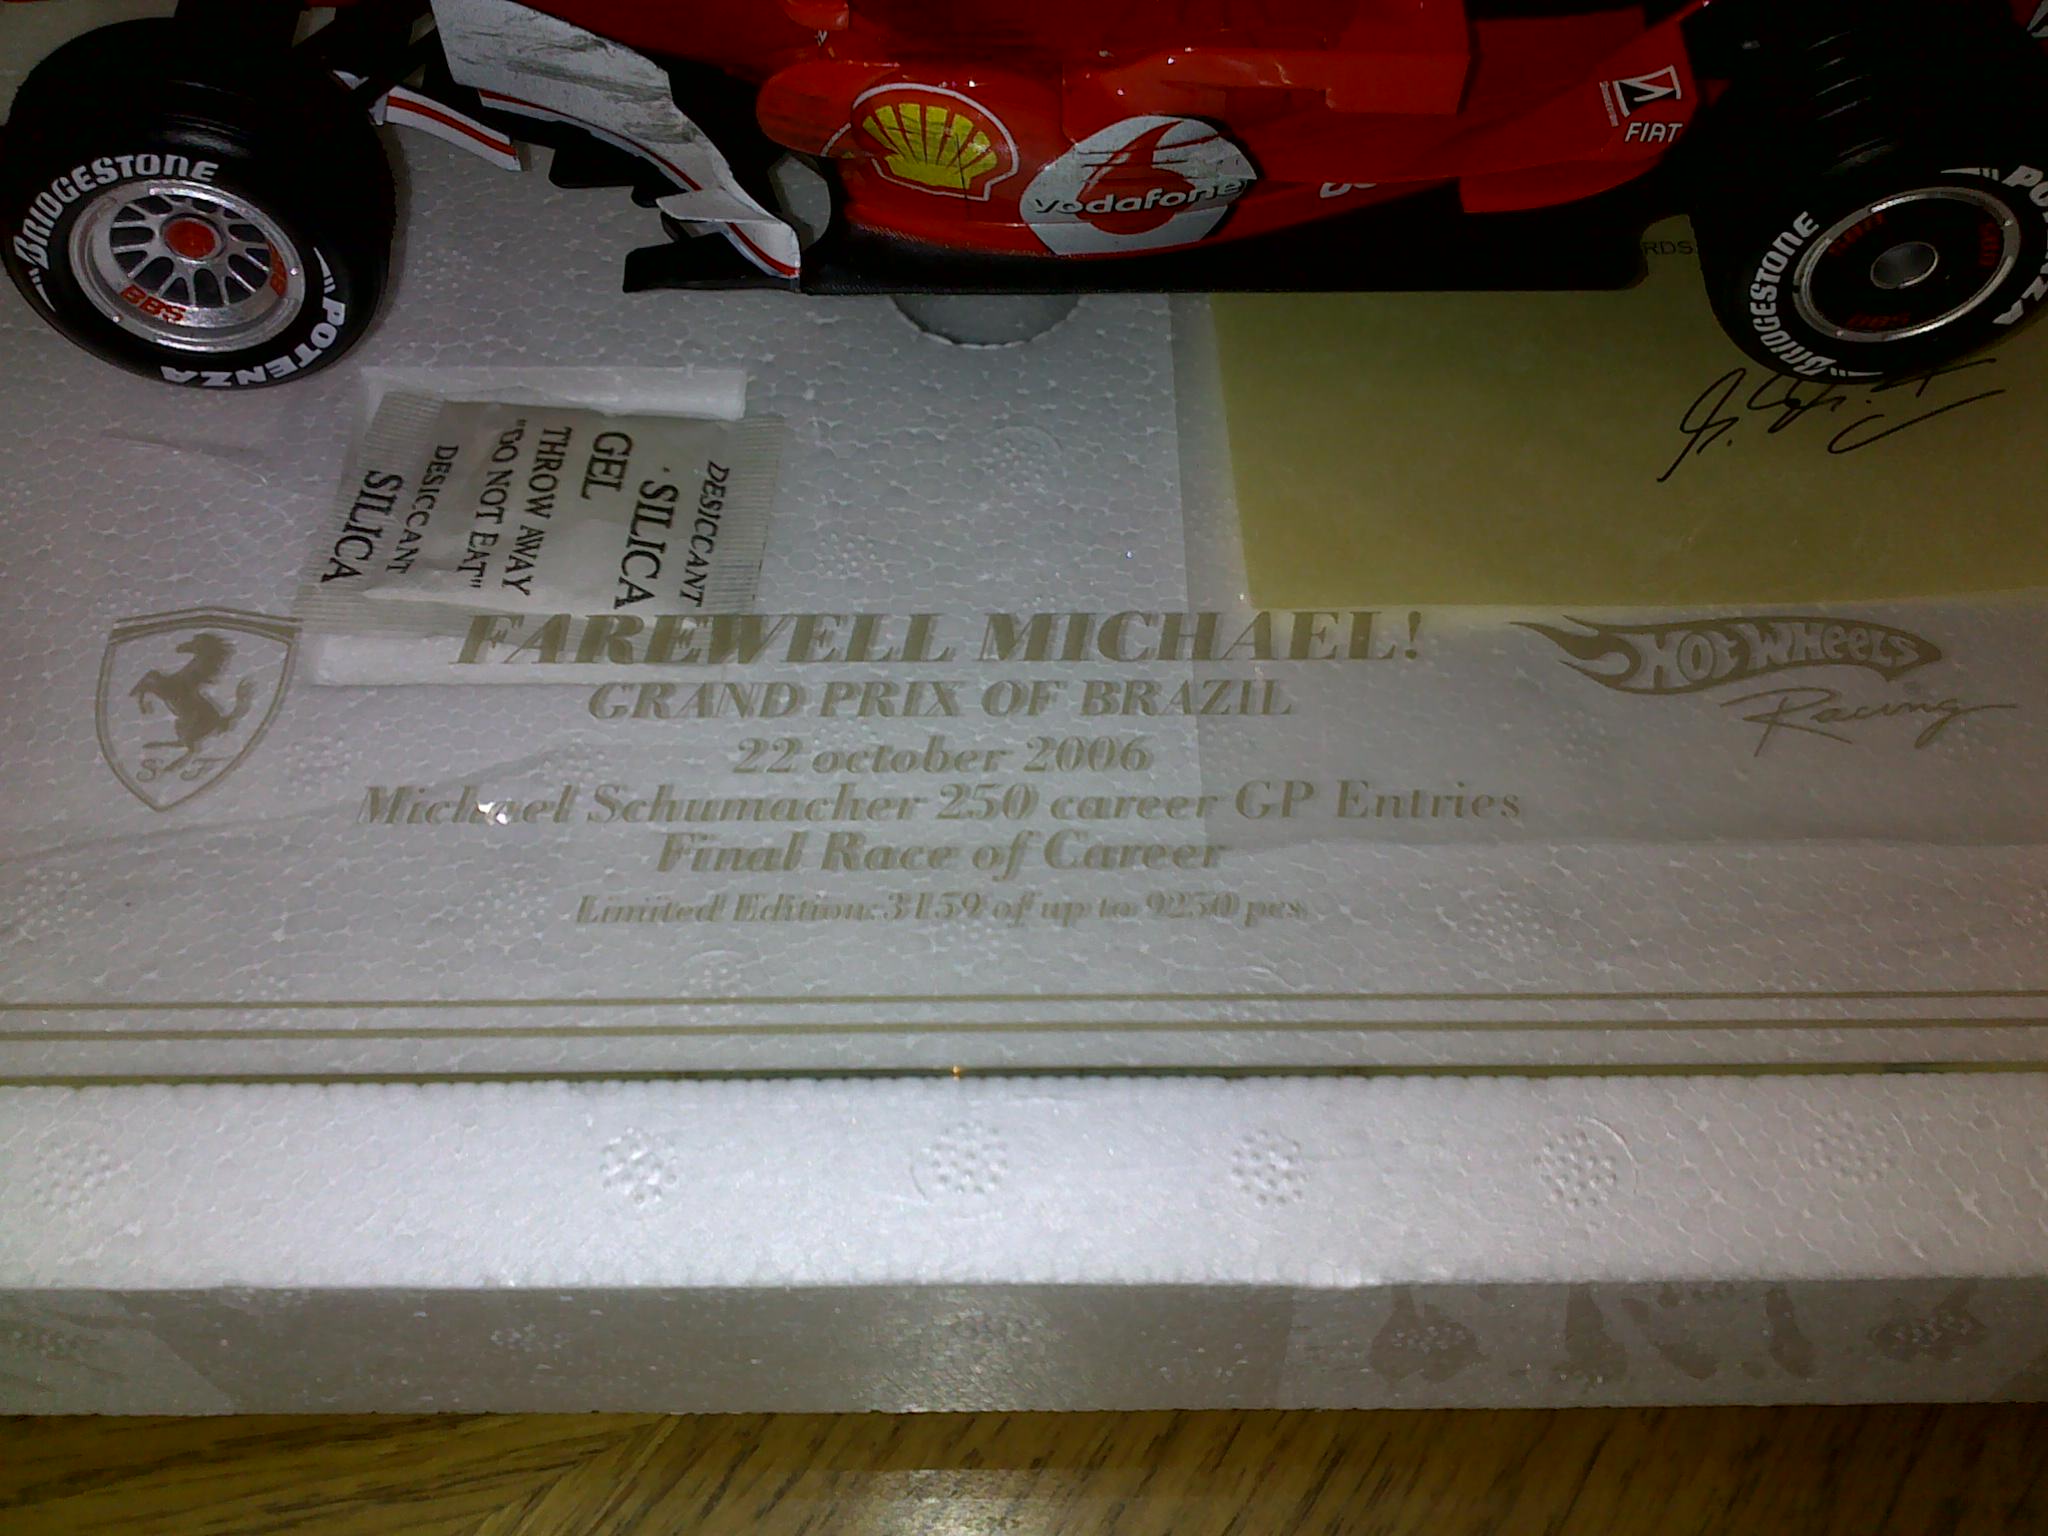 BRIDGESTONE
POTENZA
BBS
BBS
vodafone
FIAT
BRIDGESTONE
BBS
DESICCANT
SILICA
GEL
THROW AWAY
"DO NOT EAT"
DESICCANT
SILICA
FAREWELL MICHAEL!
GRAND PRIX OF BRAZIL
22 october 2006
Michael Schumacher 250 career GP Entries
Final Race of Career
Limited Edition: 3159 of up to 9250 pcs
S F
HOT WHEELS
Racing